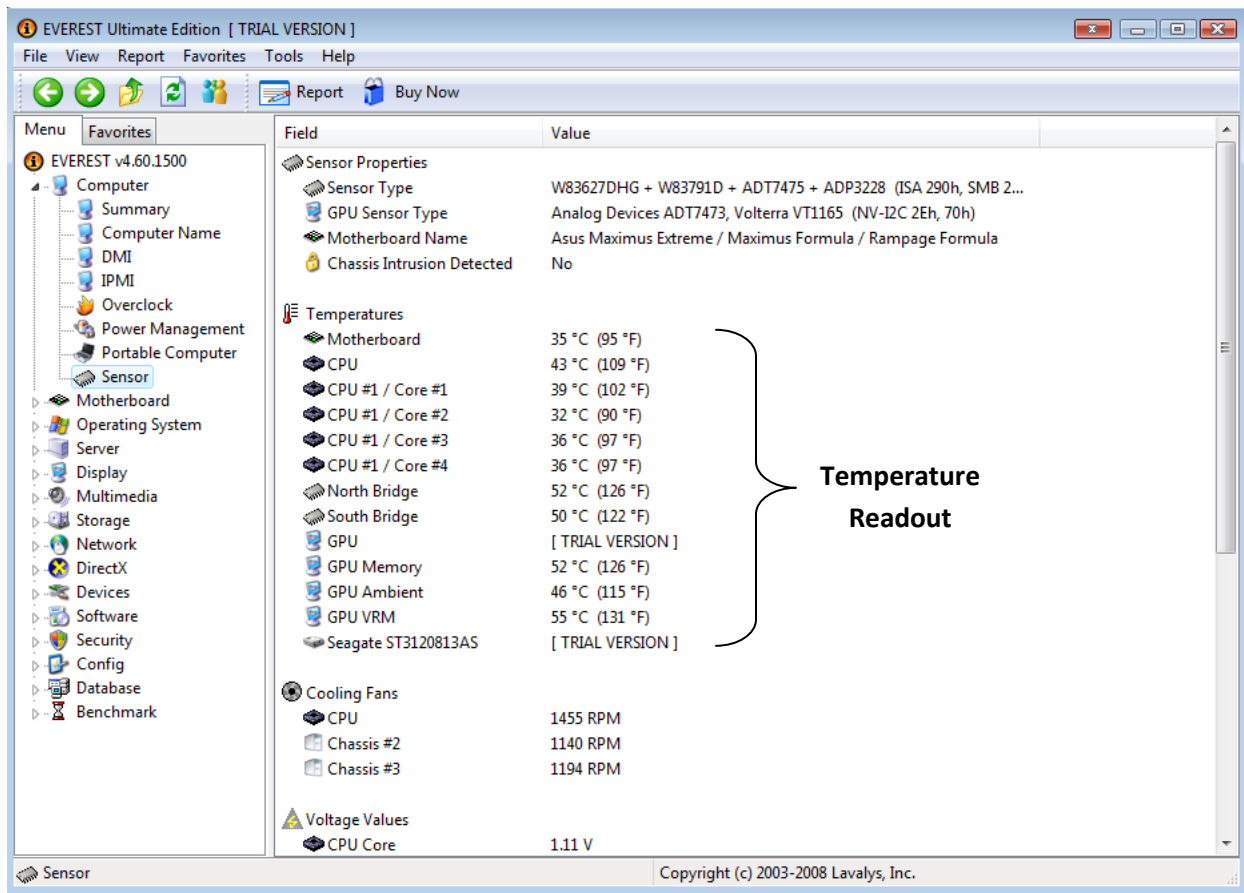 EVEREST Ultimate Edition [ TRIAL VERSION ]
File View Report Favorites Tools Help
Report Buy Now
Menu Favorites
EVEREST v4.60.1500
Computer
Summary
Computer Name
DMI
IPMI
Overclock
Power Management
Portable Computer
Sensor
Motherboard
Operating System
Server
Display
Multimedia
Storage
Network
DirectX
Devices
Software
Security
Config
Database
Benchmark
Field Value
Sensor Properties
Sensor Type W83627DHG + W83791D + ADT7475 + ADP3228 (ISA 290h, SMB 2...
GPU Sensor Type Analog Devices ADT7473, Volterra VT1165 (NV-I2C 2Eh, 70h)
Motherboard Name Asus Maximus Extreme / Maximus Formula / Rampage Formula
Chassis Intrusion Detected No
Temperatures
Motherboard 35 °C (95 °F)
CPU 43 °C (109 °F)
CPU #1 / Core #1 39 °C (102 °F)
CPU #1 / Core #2 32 °C (90 °F)
CPU #1 / Core #3 36 °C (97 °F)
CPU #1 / Core #4 36 °C (97 °F)
North Bridge 52 °C (126 °F)
South Bridge 50 °C (122 °F)
GPU [ TRIAL VERSION ]
GPU Memory 52 °C (126 °F)
GPU Ambient 46 °C (115 °F)
GPU VRM 55 °C (131 °F)
Seagate ST3120813AS [ TRIAL VERSION ]
Temperature
Readout
Cooling Fans
CPU 1455 RPM
Chassis #2 1140 RPM
Chassis #3 1194 RPM
Voltage Values
CPU Core 1.11 V
Sensor Copyright (c) 2003-2008 Lavalys, Inc.